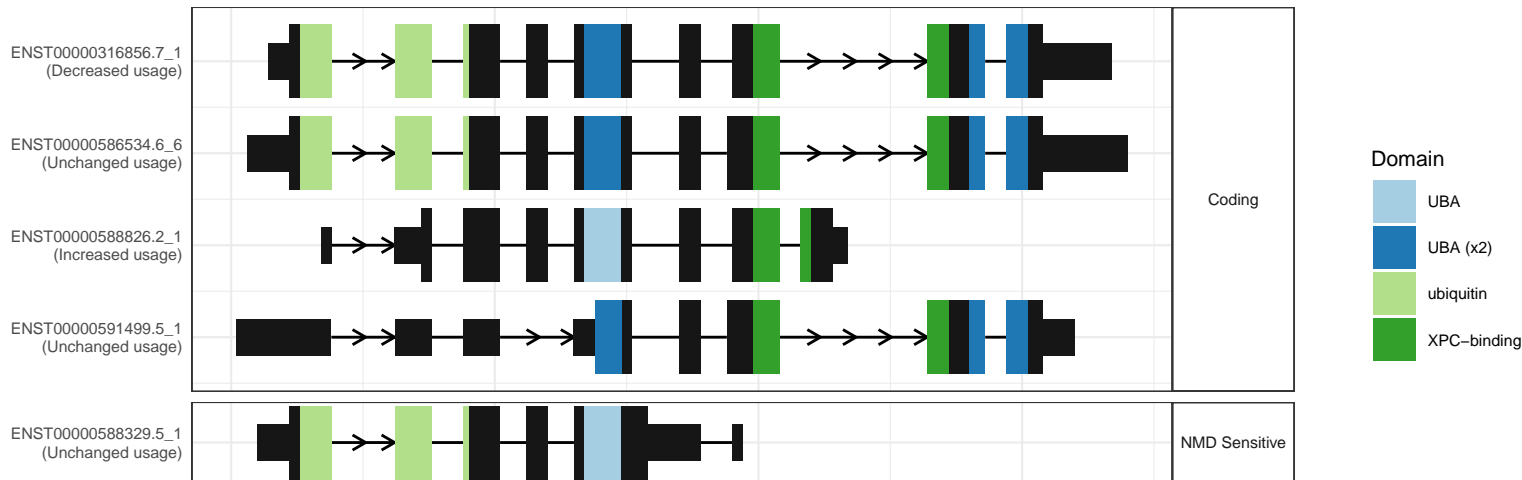 ENST00000316856.7_1
(Decreased usage)
ENST00000586534.6_6
(Unchanged usage)
ENST00000588826.2_1
(Increased usage)
ENST00000591499.5_1
(Unchanged usage)
ENST00000588329.5_1
(Unchanged usage)
Coding
NMD Sensitive
Domain
UBA
UBA (x2)
ubiquitin
XPC−binding